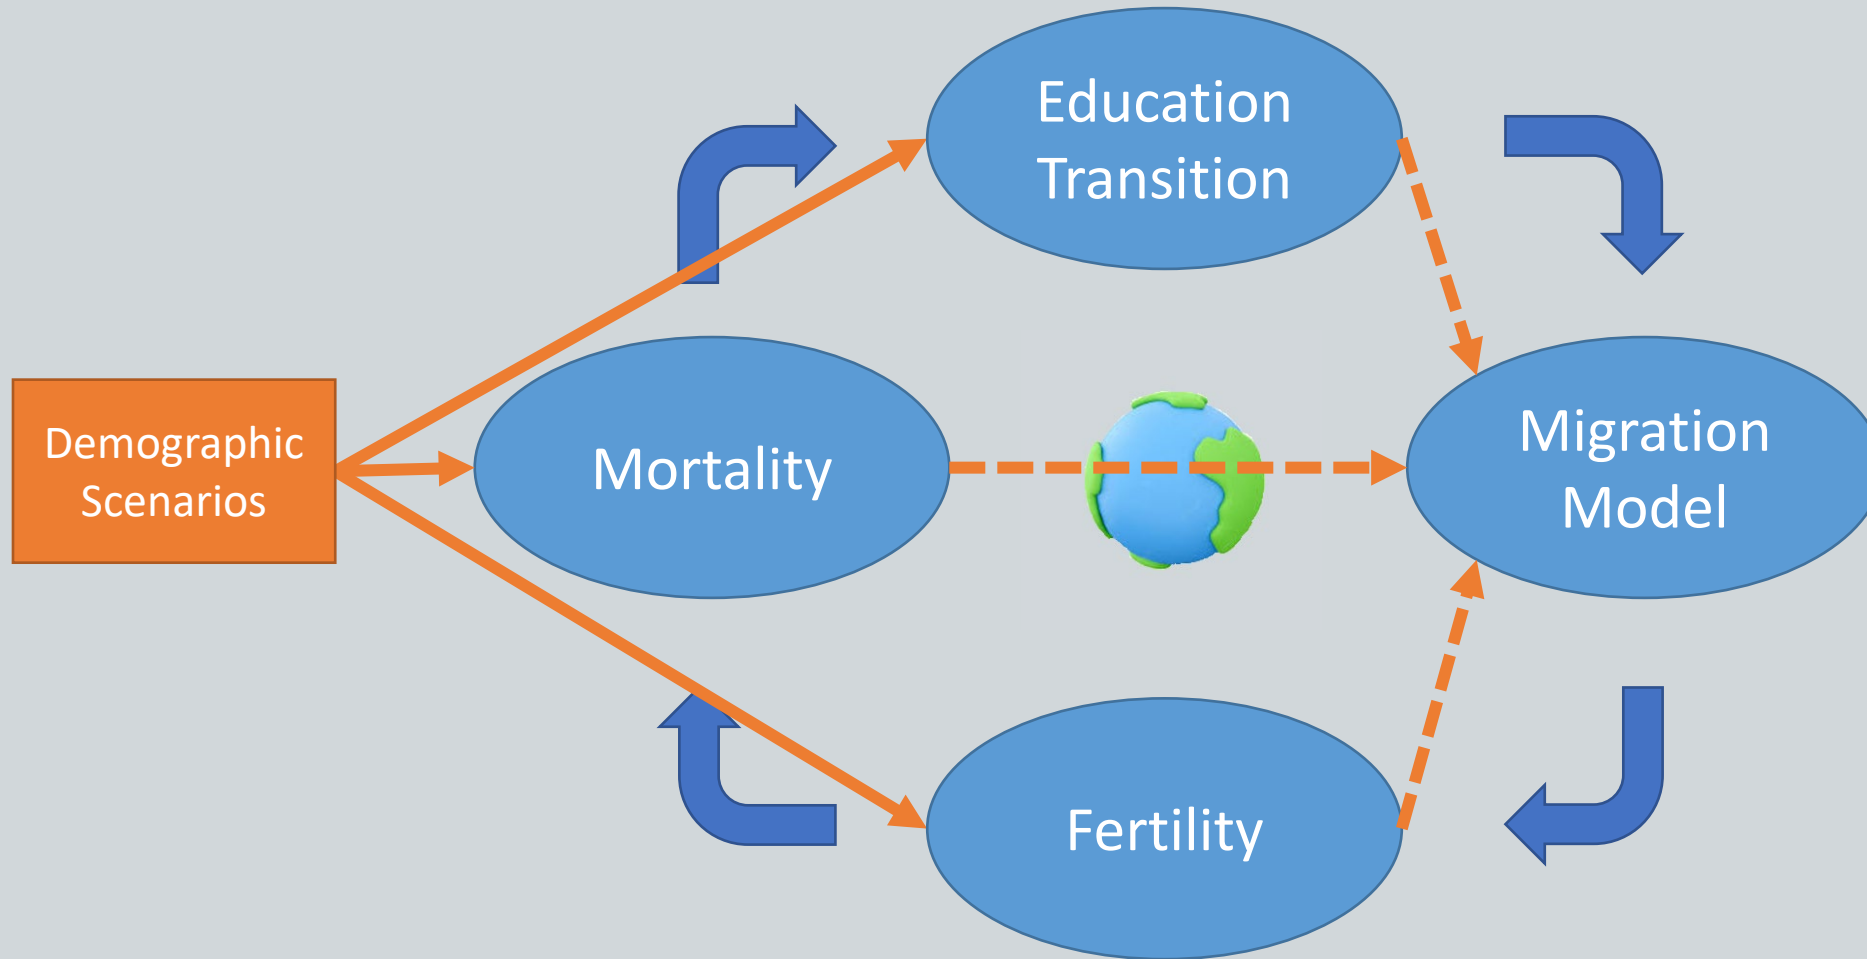 Education
Transition
Demographic
Scenarios
Mortality
Migration
Model
Fertility